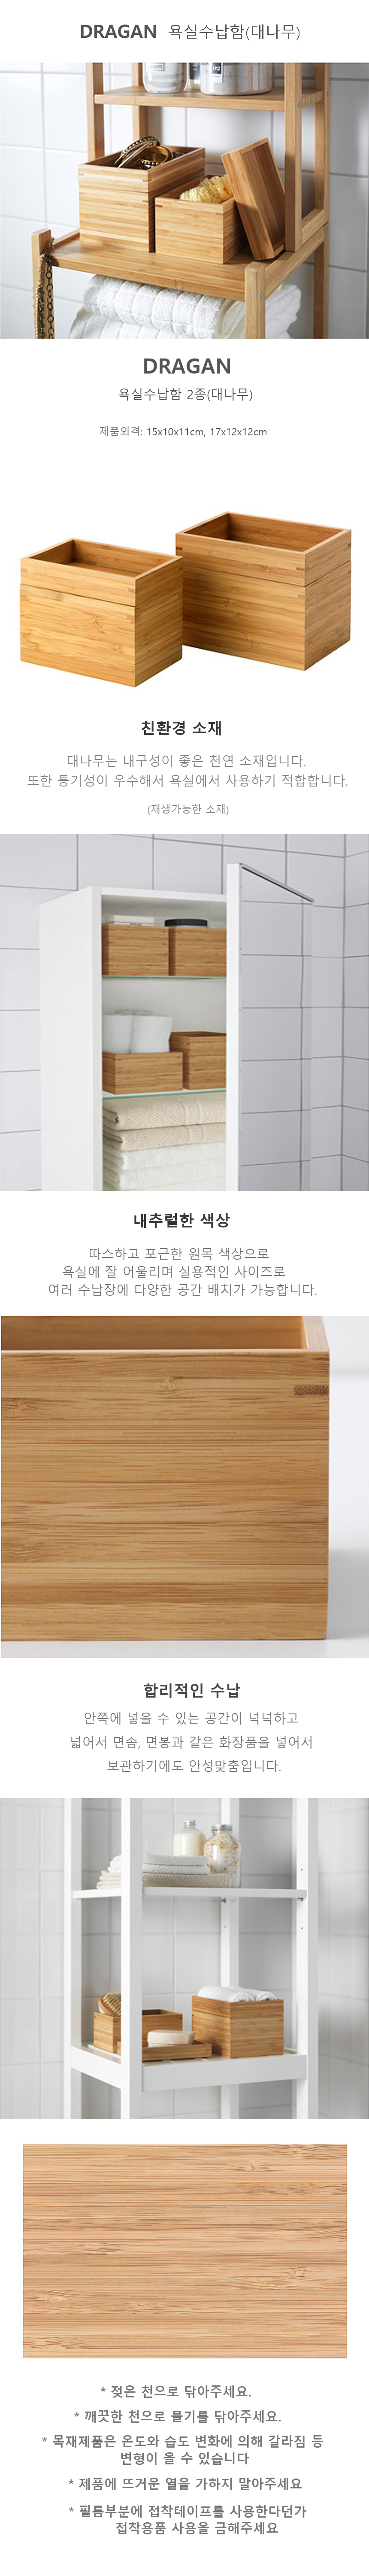 DRAGAN 욕실수납함(대나무)
DRAGAN
욕실수납함 2종(대나무)
제품외격: 15x10x11cm, 17x12x12cm
친환경 소재
대나무는 내구성이 좋은 천연 소재입니다.
또한 통기성이 우수해서 욕실에서 사용하기 적합합니다.
(재생가능한 소재)
내추럴한 색상
따스하고 포근한 원목 색상으로
욕실에 잘 어울리며 실용적인 사이즈로
여러 수납장에 다양한 공간 배치가 가능합니다.
합리적인 수납
안쪽에 넣을 수 있는 공간이 넉넉하고
넓어서 면솜, 면봉과 같은 화장품을 넣어서
보관하기에도 안성맞춤입니다.
* 젖은 천으로 닦아주세요.
* 깨끗한 천으로 물기를 닦아주세요.
* 목재제품은 온도와 습도 변화에 의해 갈라짐 등
변형이 올 수 있습니다
* 제품에 뜨거운 열을 가하지 말아주세요
* 필름부분에 접착테이프를 사용한다던가
접착용품 사용을 금해주세요